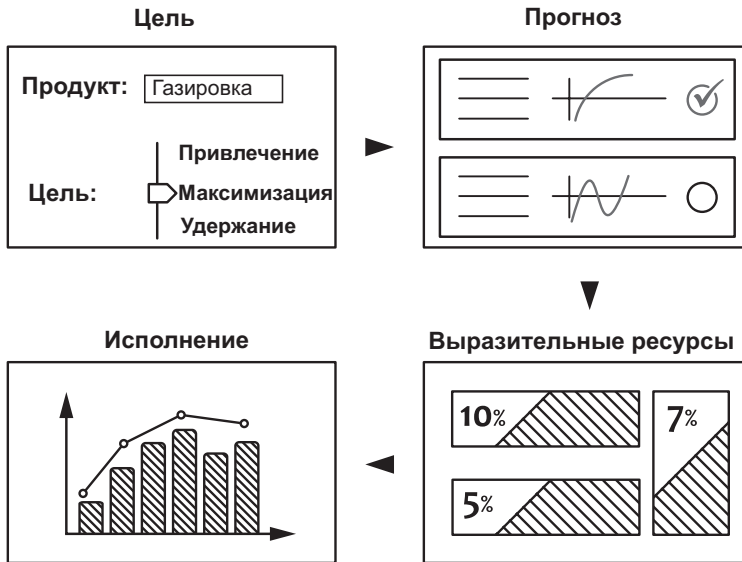 Цель
Прогноз
Продукт: Газировка
Привлечение
Цель: Максимизация
Удержание
Исполнение
Выразительные ресурсы
10%
7%
5%